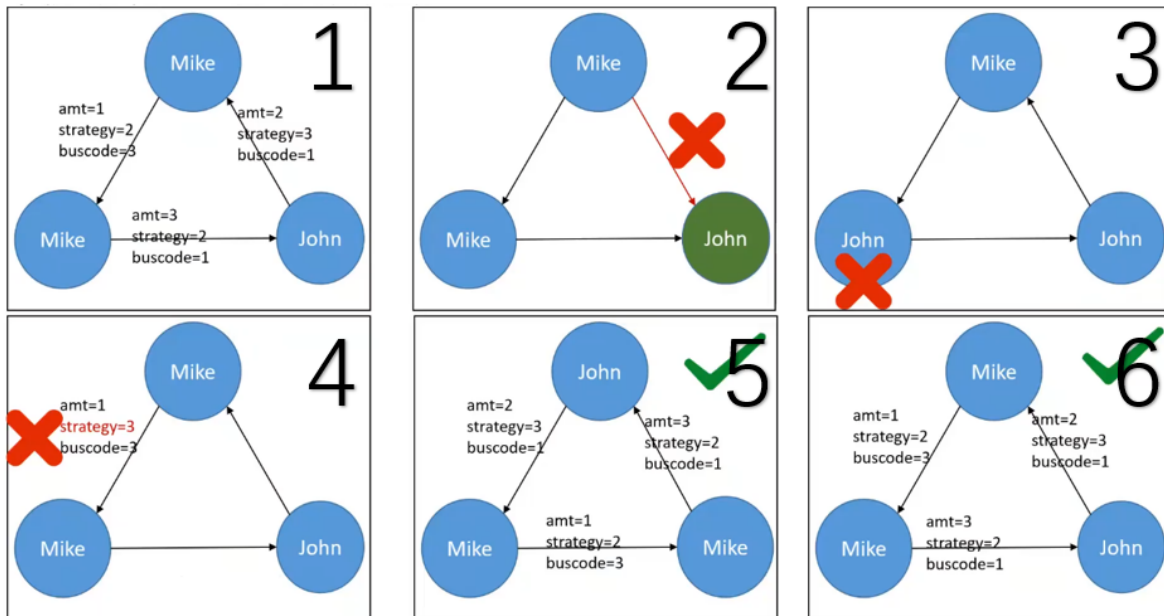 1
Mike
amt=1
strategy=2
buscode=3
amt=2
strategy=3
buscode=1
Mike
amt=3
strategy=2
buscode=1
John
2
Mike
Mike
John
3
John
John
4
Mike
amt=1
strategy=3
buscode=3
Mike
John
5
John
amt=2
strategy=3
buscode=1
amt=3
strategy=2
buscode=1
amt=1
strategy=2
buscode=3
Mike
Mike
6
Mike
amt=1
strategy=2
buscode=3
amt=2
strategy=3
buscode=1
Mike
amt=3
strategy=2
buscode=1
John